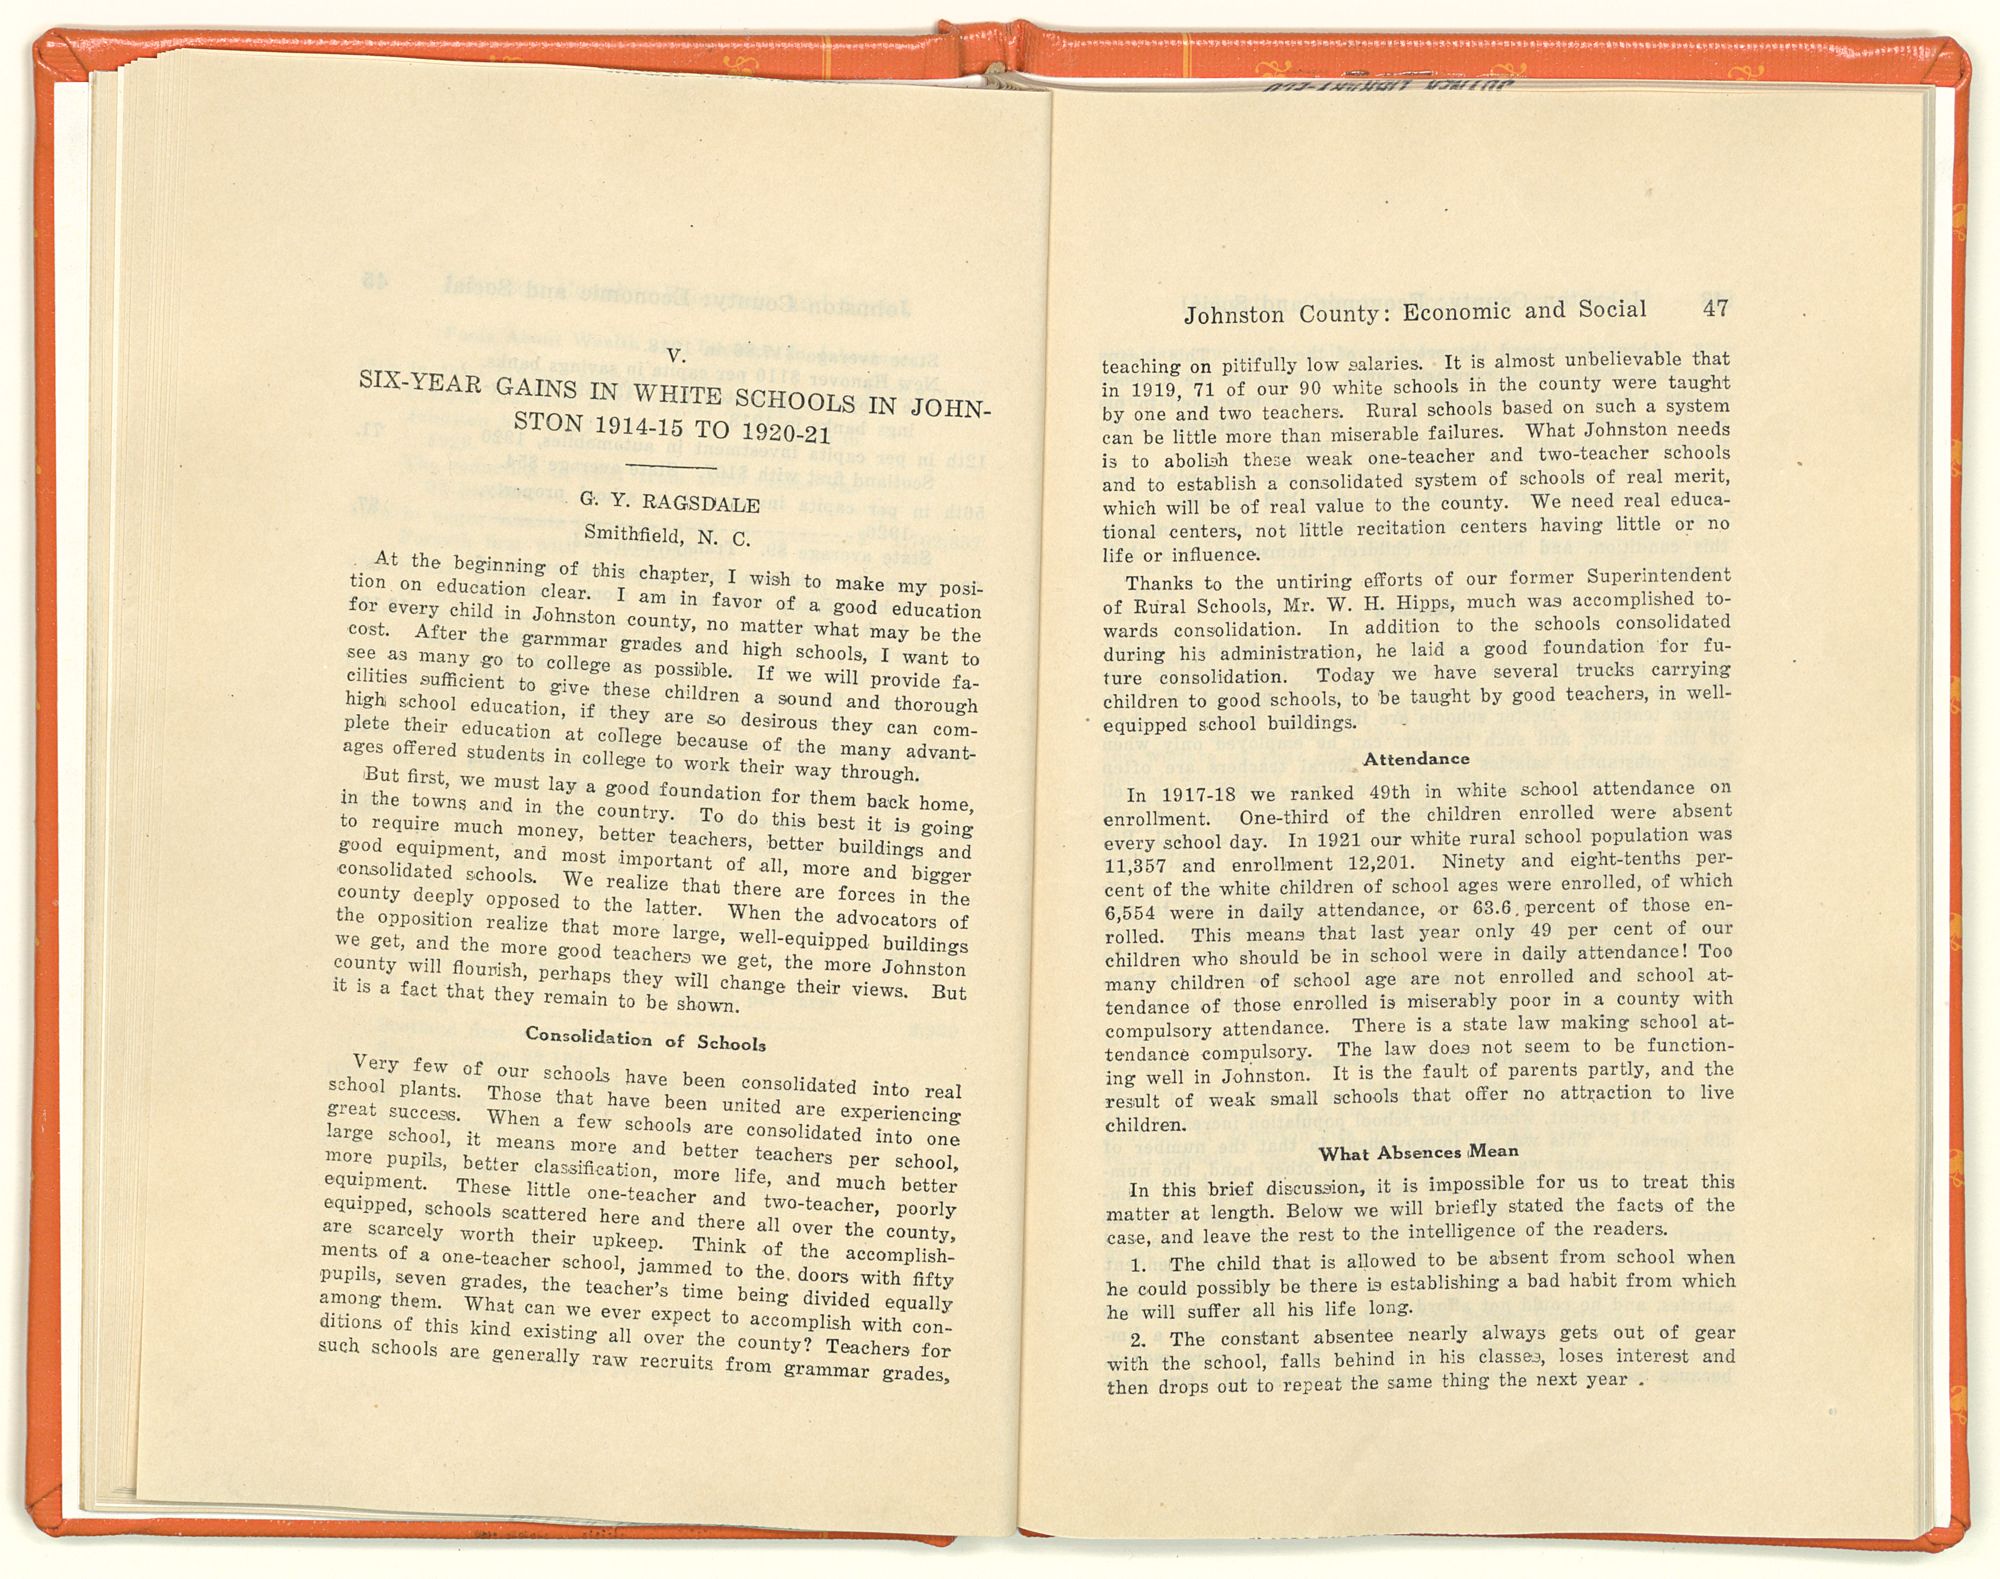 V.
SIX-YEAR GAINS IN WHITE SCHOOLS IN JOHN-
STON 1914-15 TO 1920-21
G. Y. RAGSDALE
Smithfield, N. C.
At the beginning of this chapter, I wish to make my posi-
tion on education clear. I am in favor of a good education
for every child in Johnston county, no matter what may be the
cost. After the garmmar grades and high schools, I want to
see as many go to college as possible. If we will provide fa-
cilities sufficient to give these children a sound and thorough
high school education, if they are so desirous they can com-
plete their education at college because of the many advant-
ages offered students in college to work their way through.
But first, we must lay a good foundation for them back home,
in the towns and in the country. To do this best it is going
to require much money, better teachers, better buildings and
good equipment, and most important of all, more and bigger
consolidated schools. We realize that there are forces in the
county deeply opposed to the latter. When the advocators of
the opposition realize that more large, well-equipped buildings
we get, and the more good teachers we get, the more Johnston
county will flourish, perhaps they will change their views. But
it is a fact that they remain to be shown.
Consolidation of Schools
Very few of our schools have been consolidated into real
school plants. Those that have been united are experiencing
great success. When a few schools are consolidated into one
large school, it means more and better teachers per school,
more pupils, better classification, more life, and much better
equipment. These little one-teacher and two-teacher, poorly
equipped, schools scattered here and there all over the county,
are scarcely worth their upkeep. Think of the accomplish-
ments of a one-teacher school, jammed to the doors with fifty
pupils, seven grades, the teacher's time being divided equally
among them. What can we ever expect to accomplish with con-
ditions of this kind existing all over the county? Teachers for
such schools are generally raw recruits from grammar grades,
Johnston County: Economic and Social 47
teaching on pitifully low salaries. It is almost unbelievable that
in 1919, 71 of our 90 white schools in the county were taught
by one and two teachers. Rural schools based on such a system
can be little more than miserable failures. What Johnston needs
is to abolish these weak one-teacher and two-teacher schools
and to establish a consolidated system of schools of real merit,
which will be of real value to the county. We need real educa-
tional centers, not little recitation centers having little or no
life or influence.
Thanks to the untiring efforts of our former Superintendent
of Rural Schools, Mr. W. H. Hipps, much was accomplished to-
wards consolidation. In addition to the schools consolidated
during his administration, he laid a good foundation for fu-
ture consolidation. Today we have several trucks carrying
children to good schools, to be taught by good teachers, in well-
equipped school buildings.
Attendance
In 1917-18 we ranked 49th in white school attendance on
enrollment. One-third of the children enrolled were absent
every school day. In 1921 our white rural school population was
11,357 and enrollment 12,201. Ninety and eight-tenths per-
cent of the white children of school ages were enrolled, of which
6,554 were in daily attendance, or 63.6 percent of those en-
rolled. This means that last year only 49 per cent of our
children who should be in school were in daily attendance! Too
many children of school age are not enrolled and school at-
tendance of those enrolled is miserably poor in a county with
compulsory attendance. There is a state law making school at-
tendance compulsory. The law does not seem to be function-
ing well in Johnston. It is the fault of parents partly, and the
result of weak small schools that offer no attraction to live
children.
What Absences Mean
In this brief discussion, it is impossible for us to treat this
matter at length. Below we will briefly stated the facts of the
case, and leave the rest to the intelligence of the readers.
1. The child that is allowed to be absent from school when
he could possibly be there is establishing a bad habit from which
he will suffer all his life long.
2. The constant absentee nearly always gets out of gear
with the school, falls behind in his classes, loses interest and
then drops out to repeat the same thing the next year .